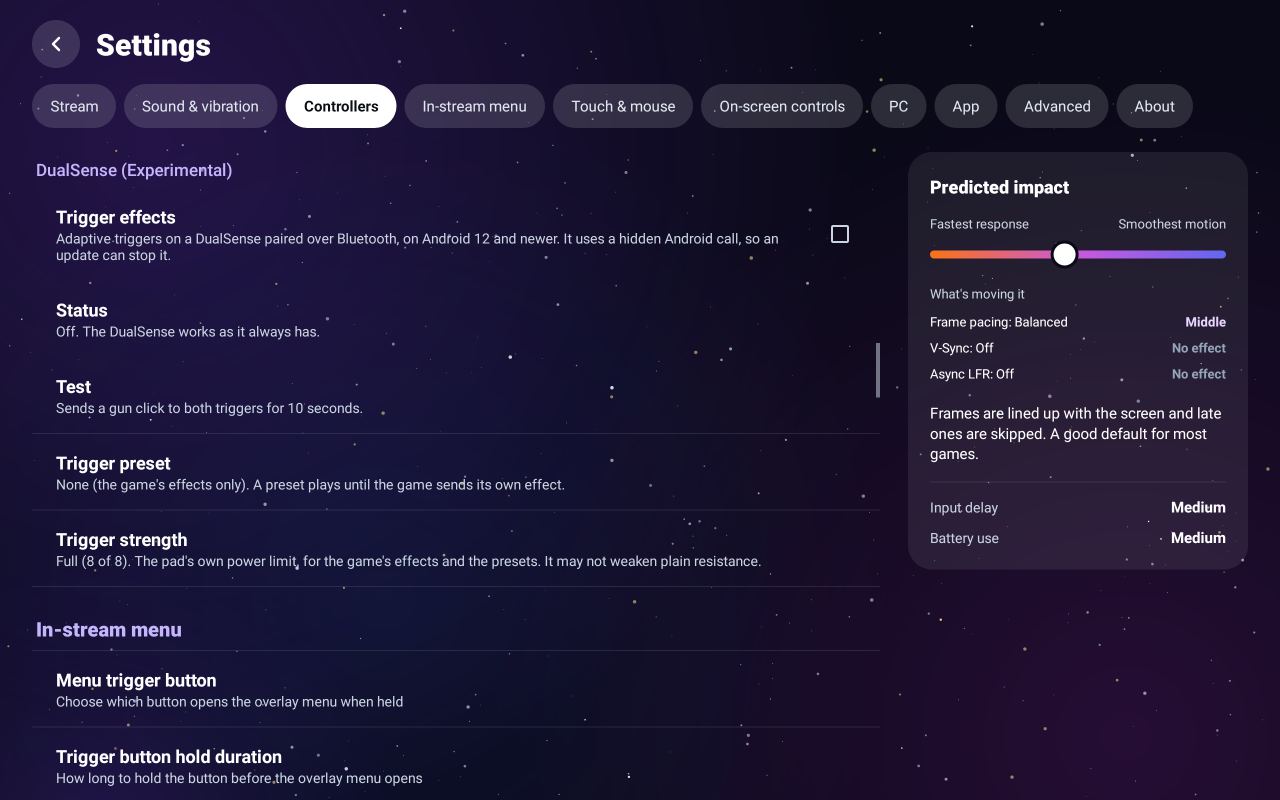 Settings
Stream
Sound & vibration
Controllers
In-stream menu
Touch & mouse
On-screen controls
PC
App
Advanced
About
DualSense (Experimental)
Trigger effects
Adaptive triggers on a DualSense paired over Bluetooth, on Android 12 and newer. It uses a hidden Android call, so an
update can stop it.
Status
Off. The DualSense works as it always has.
Test
Sends a gun click to both triggers for 10 seconds.
Trigger preset
None (the game's effects only). A preset plays until the game sends its own effect.
Trigger strength
Full (8 of 8). The pad's own power limit, for the game's effects and the presets. It may not weaken plain resistance.
In-stream menu
Menu trigger button
Choose which button opens the overlay menu when held
Trigger button hold duration
How long to hold the button before the overlay menu opens
Predicted impact
Fastest response
Smoothest motion
What's moving it
Frame pacing: Balanced
Middle
V-Sync: Off
No effect
Async LFR: Off
No effect
Frames are lined up with the screen and late
ones are skipped. A good default for most
games.
Input delay
Medium
Battery use
Medium